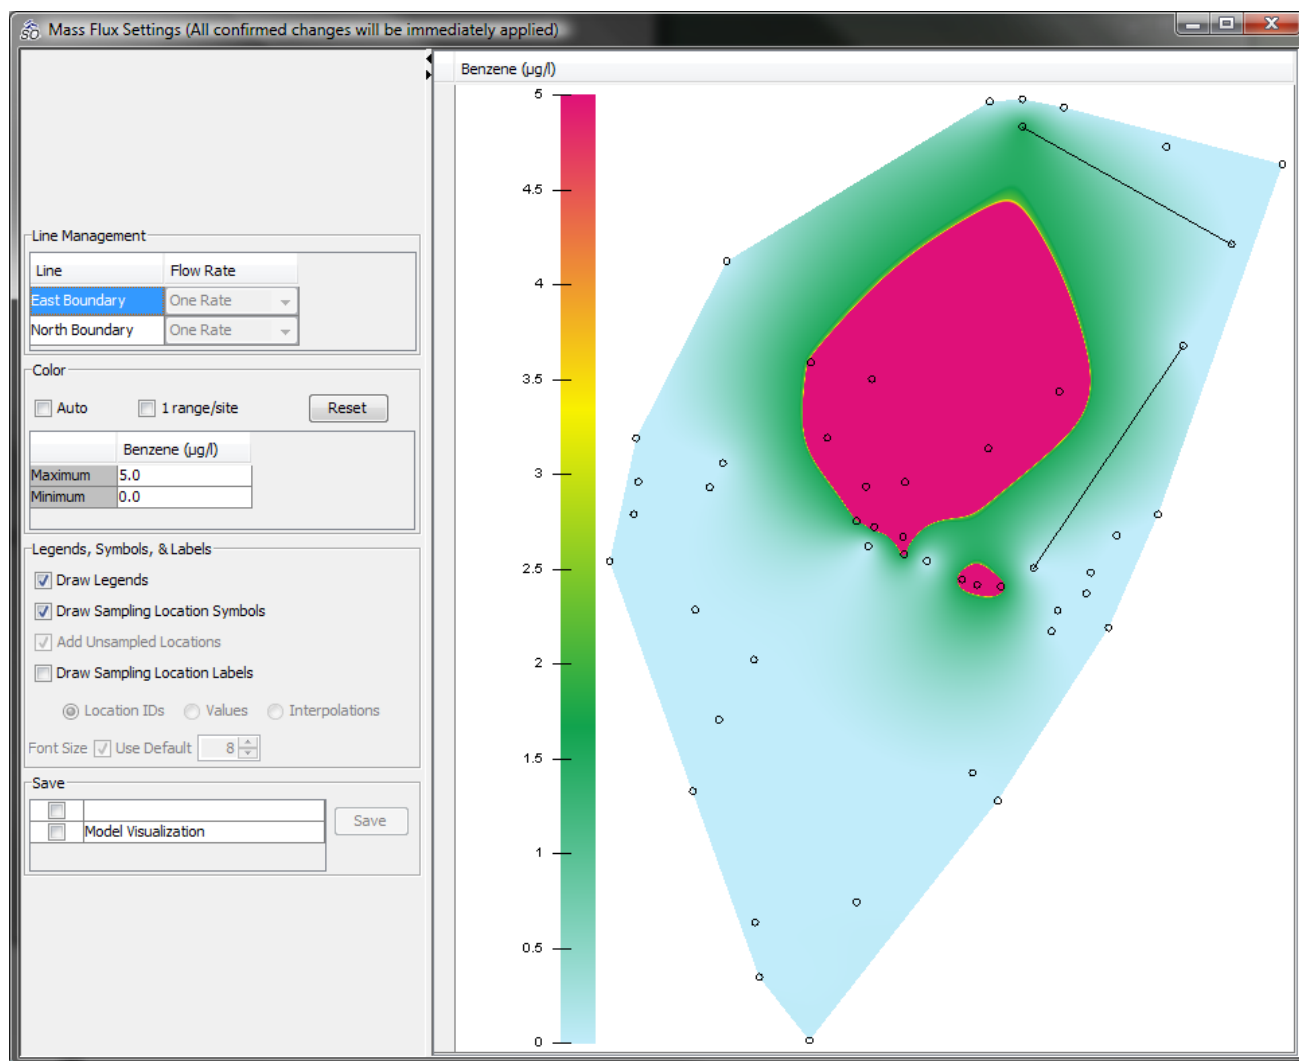 Mass Flux Settings (All confirmed changes will be immediately applied)
Line Management
Line Flow Rate
East Boundary One Rate
North Boundary One Rate
Color
Auto 1 range/site Reset
Benzene (µg/l)
Maximum 5.0
Minimum 0.0
Legends, Symbols, & Labels
Draw Legends
Draw Sampling Location Symbols
Add Unsampled Locations
Draw Sampling Location Labels
Location IDs Values Interpolations
Font Size Use Default 8
Save
Model Visualization
Save
Benzene (µg/l)
5
4.5
4
3.5
3
2.5
2
1.5
1
0.5
0